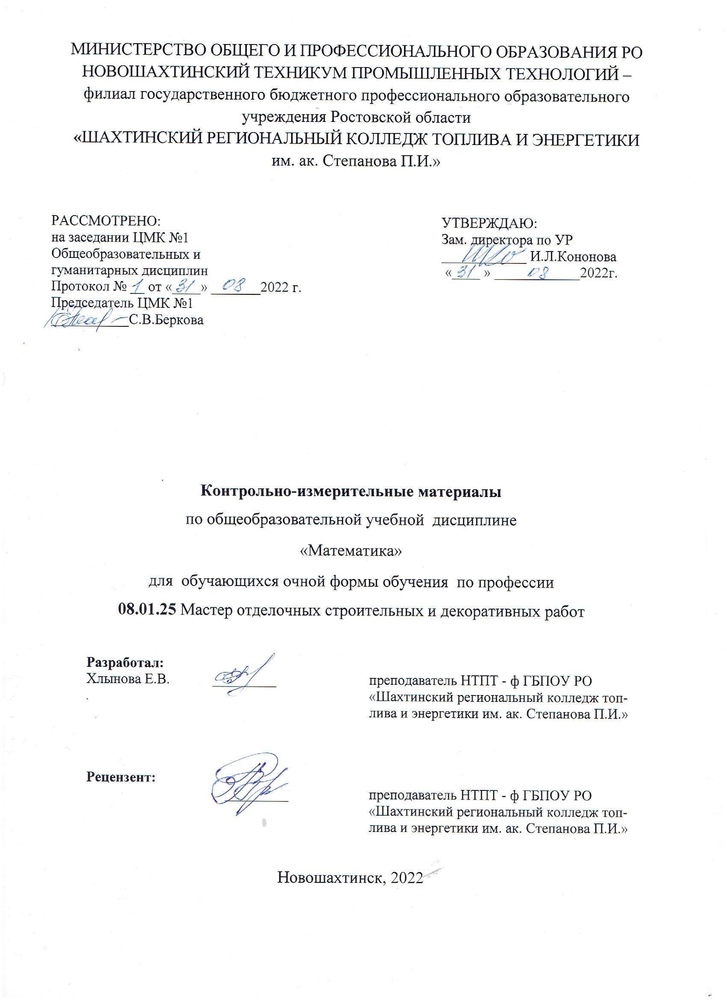 МИНИСТЕРСТВО ОБЩЕГО И ПРОФЕССИОНАЛЬНОГО ОБРАЗОВАНИЯ РО
НОВОШАХТИНСКИЙ ТЕХНИКУМ ПРОМЫШЛЕННЫХ ТЕХНОЛОГИЙ –
филиал государственного бюджетного профессионального образовательного
учреждения Ростовской области
«ШАХТИНСКИЙ РЕГИОНАЛЬНЫЙ КОЛЛЕДЖ ТОПЛИВА И ЭНЕРГЕТИКИ
им. ак. Степанова П.И.»
РАССМОТРЕНО:
на заседании ЦМК №1
Общеобразовательных и
гуманитарных дисциплин
Протокол № 1 от «31» 08 2022 г.
Председатель ЦМК №1
С.В.Беркова
УТВЕРЖДАЮ:
Зам. директора по УР
И.Л.Кононова
«31» 08 2022г.
Контрольно-измерительные материалы
по общеобразовательной учебной дисциплине
«Математика»
для обучающихся очной формы обучения по профессии
08.01.25 Мастер отделочных строительных и декоративных работ
Разработал:
Хлынова Е.В.
преподаватель НТПТ - ф ГБПОУ РО
«Шахтинский региональный колледж топ-
лива и энергетики им. ак. Степанова П.И.»
Рецензент:
преподаватель НТПТ - ф ГБПОУ РО
«Шахтинский региональный колледж топ-
лива и энергетики им. ак. Степанова П.И.»
Новошахтинск, 2022